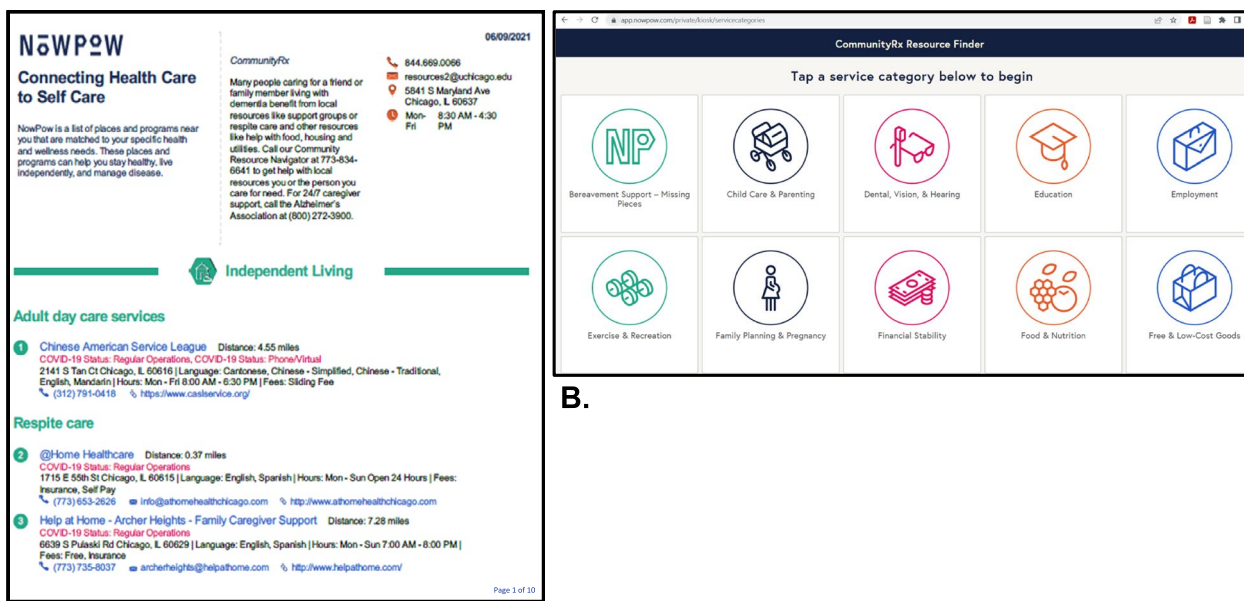 NOWPOW
Connecting Health Care
to Self Care
NowPow is a list of places and programs near
you that are matched to your specific health
and wellness needs. These places and
programs can help you stay healthy, live
independently, and manage disease.
CommunityRx
Many people caring for a friend or
family member living with
dementia benefit from local
resources like support groups or
respite care and other resources
like help with food, housing and
utilities. Call our Community
Resource Navigator at 773-834-
6641 to get help with local
resources you or the person you
care for need. For 24/7 caregiver
support, call the Alzheimer's
Association at (800) 272-3900.
06/09/2021
844.669.0066
resources2@uchicago.edu
5841 S Maryland Ave
Chicago, IL 60637
Mon- 8:30 AM - 4:30
Fri PM
Independent Living
Adult day care services
1 Chinese American Service League Distance: 4.55 miles
COVID-19 Status: Regular Operations, COVID-19 Status: Phone/Virtual
2141 S Tan Ct Chicago, IL 60616 | Language: Cantonese, Chinese - Simplified, Chinese - Traditional,
English, Mandarin | Hours: Mon - Fri 8:00 AM - 6:30 PM | Fees: Sliding Fee
(312) 791-0418 https://www.caslservice.org/
Respite care
2 @Home Healthcare Distance: 0.37 miles
COVID-19 Status: Regular Operations
1715 E 55th St Chicago, IL 60615 | Language: English, Spanish | Hours: Mon - Sun Open 24 Hours | Fees:
Insurance, Self Pay
(773) 653-2626 info@athomehealthchicago.com http://www.athomehealthchicago.com
3 Help at Home - Archer Heights - Family Caregiver Support Distance: 7.28 miles
COVID-19 Status: Regular Operations
6639 S Pulaski Rd Chicago, IL 60629 | Language: English, Spanish | Hours: Mon - Sun 7:00 AM - 8:00 PM |
Fees: Free, Insurance
(773) 735-8037 archerheights@helpathome.com http://www.helpathome.com/
Page 1 of 10
app.nowpow.com/private/kiosk/servicecategories
CommunityRx Resource Finder
Tap a service category below to begin
NP
Bereavement Support – Missing
Pieces
Child Care & Parenting
Dental, Vision, & Hearing
Education
Employment
Exercise & Recreation
Family Planning & Pregnancy
Financial Stability
Food & Nutrition
Free & Low-Cost Goods
B.